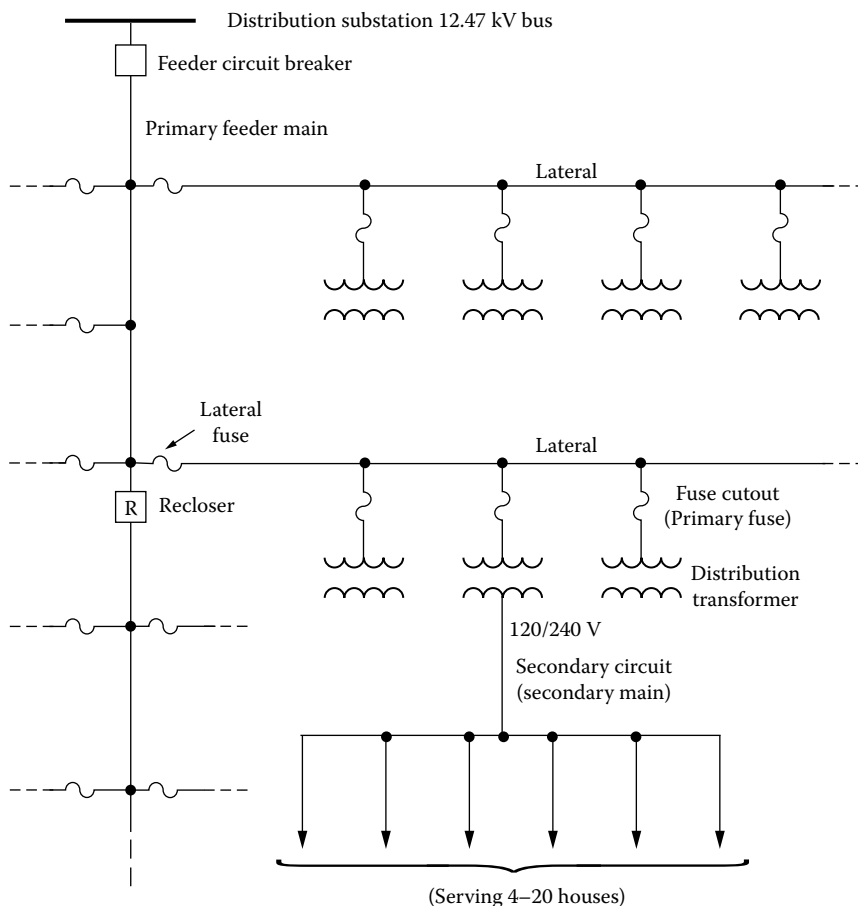 Distribution substation 12.47 kV bus
Feeder circuit breaker
Primary feeder main
Lateral
Lateral
fuse
Lateral
R
Recloser
Fuse cutout
(Primary fuse)
Distribution
transformer
120/240 V
Secondary circuit
(secondary main)
(Serving 4–20 houses)